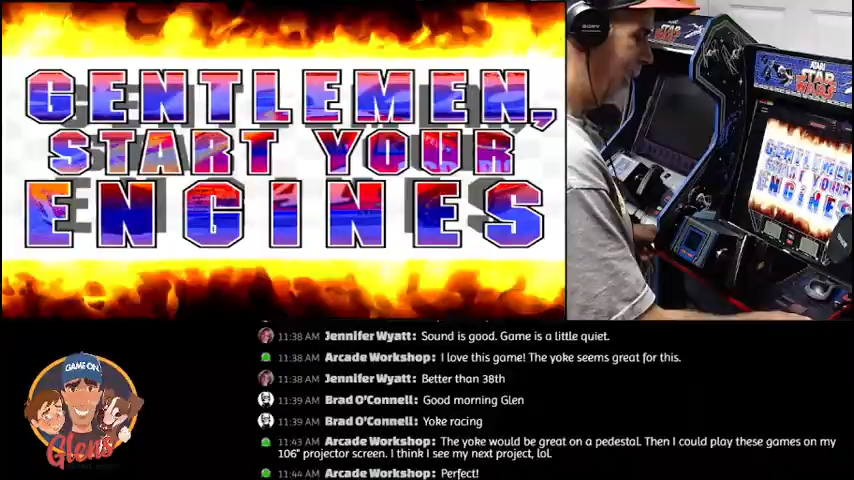 GENTLEMEN,
START YOUR
ENGINES
SONY
STAR
WARS
ATARI
STAR
WARS
GENTLEMEN
START YOUR
ENGINES
11:38 AM Jennifer Wyatt: Sound is good. Game is a little quiet.
11:38 AM Arcade Workshop: I love this game! The yoke seems great for this.
11:38 AM Jennifer Wyatt: Better than 38th
11:39 AM Brad O'Connell: Good morning Glen
11:39 AM Brad O'Connell: Yoke racing
11:43 AM Arcade Workshop: The yoke would be great on a pedestal. Then I could play these games on my
106" projector screen. I think I see my next project, lol.
11:44 AM Arcade Workshop: Perfect!
GAME ON
Glens